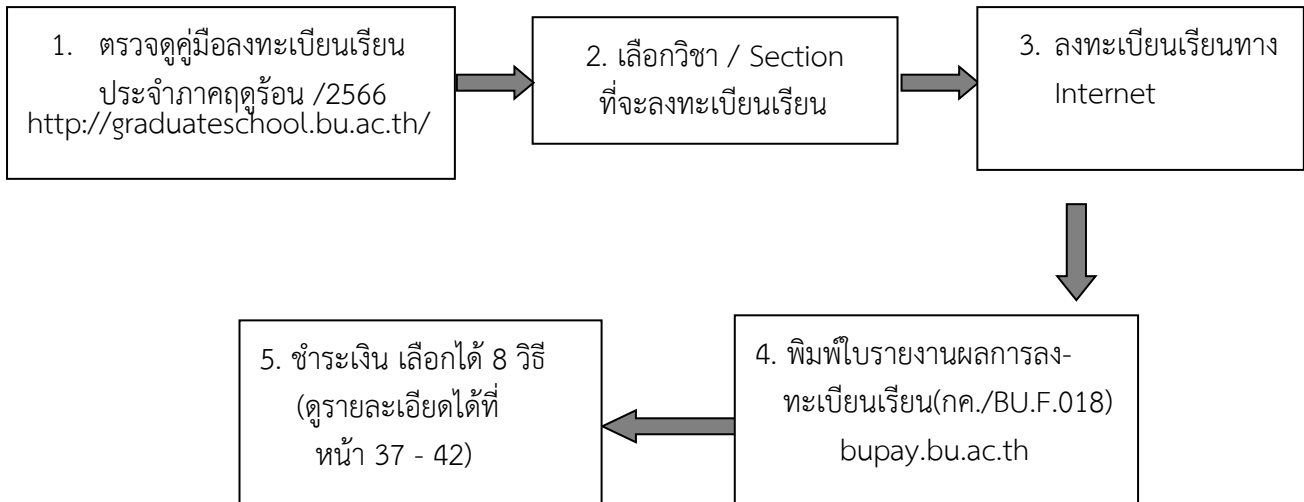 1. ตรวจดูคู่มือลงทะเบียนเรียน
ประจำภาคฤดูร้อน /2566
http://graduateschool.bu.ac.th/
2. เลือกวิชา / Section
ที่จะลงทะเบียนเรียน
3. ลงทะเบียนเรียนทาง
Internet
4. พิมพ์ใบรายงานผลการลง-
ทะเบียนเรียน(กค./BU.F.018)
bupay.bu.ac.th
5. ชำระเงิน เลือกได้ 8 วิธี
(ดูรายละเอียดได้ที่
หน้า 37 - 42)